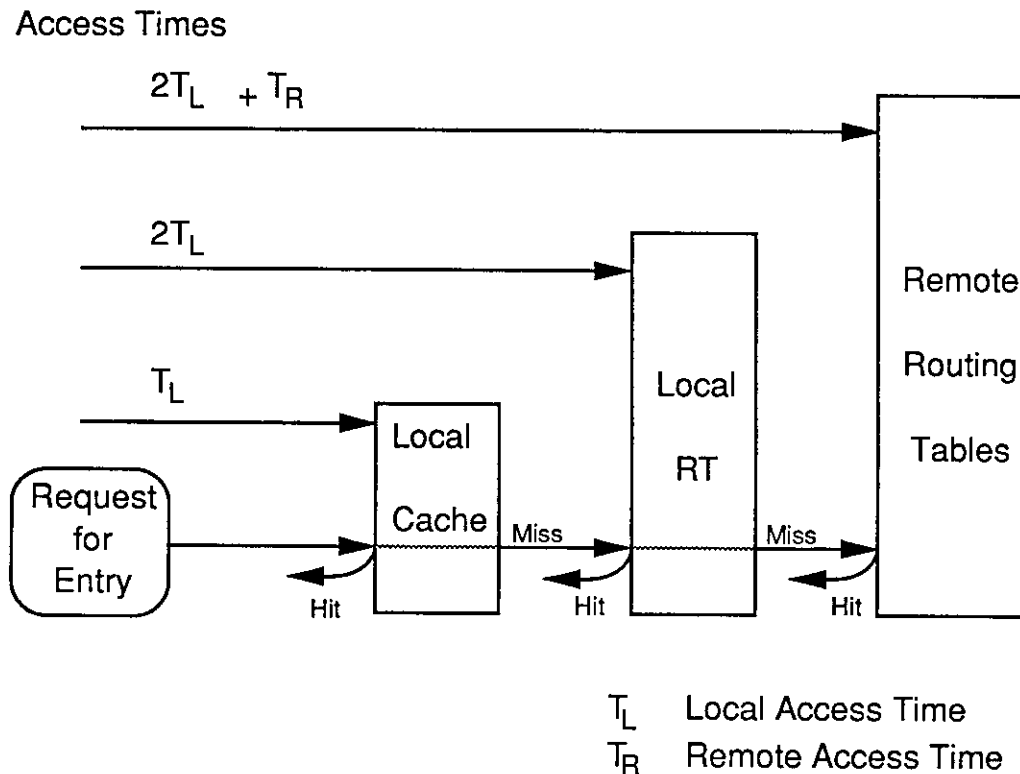 Access Times
2T_L + T_R
2T_L
T_L
Request
for
Entry
Local
Cache
Hit
Miss
Local
RT
Hit
Miss
Remote
Routing
Tables
Hit
T_L Local Access Time
T_R Remote Access Time